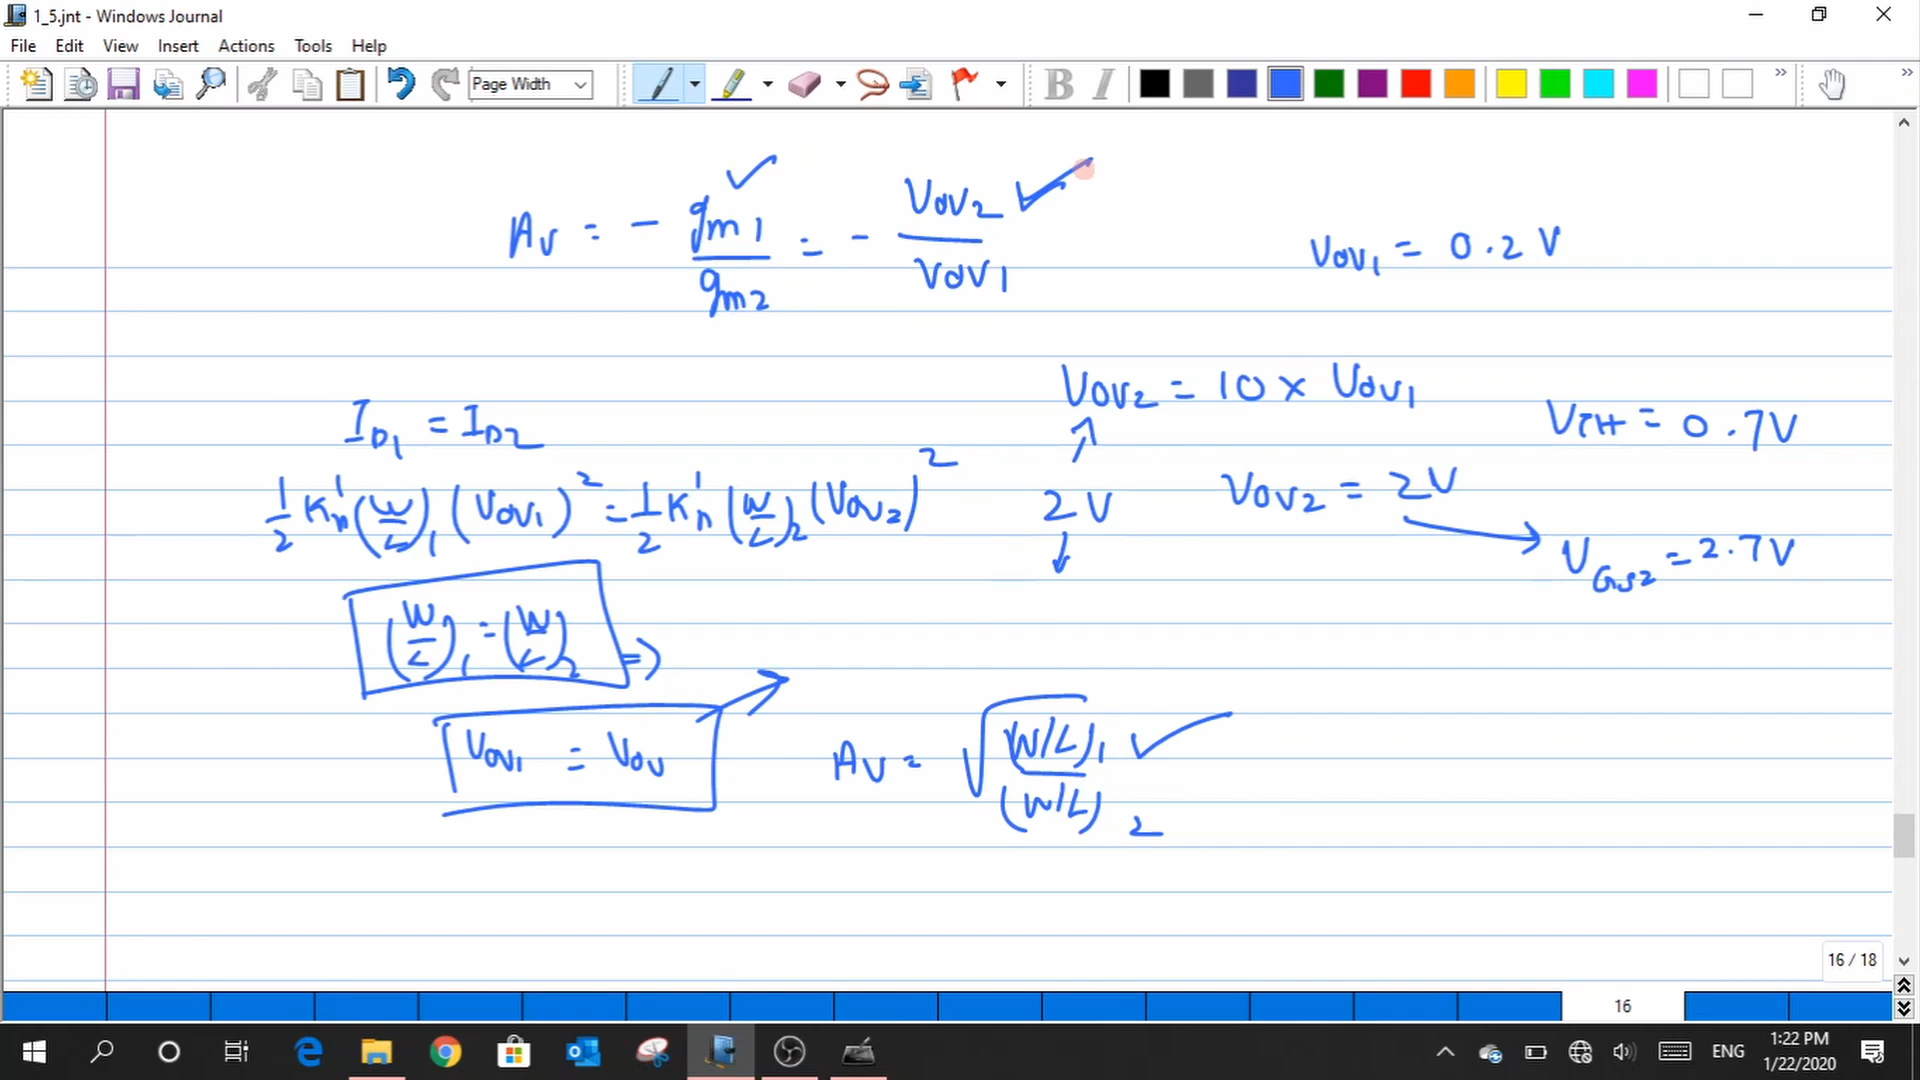 1_5.jnt - Windows Journal
File Edit View Insert Actions Tools Help
Page Width
B I
Av = - gm1/gm2 = - Vov2/Vov1
Vov1 = 0.2 V
Vov2 = 10 x Vov1
VTH = 0.7V
ID1 = ID2
1/2 Kn' (W/L)1 (Vov1)² = 1/2 Kn' (W/L)2 (Vov2)²
2 V
Vov2 = 2V
VGS2 = 2.7V
(W/L)1 = (W/L)2 =>
Vov1 = Vov
Av = √(W/L)1/(W/L)2
16 / 18
16
ENG
1:22 PM
1/22/2020